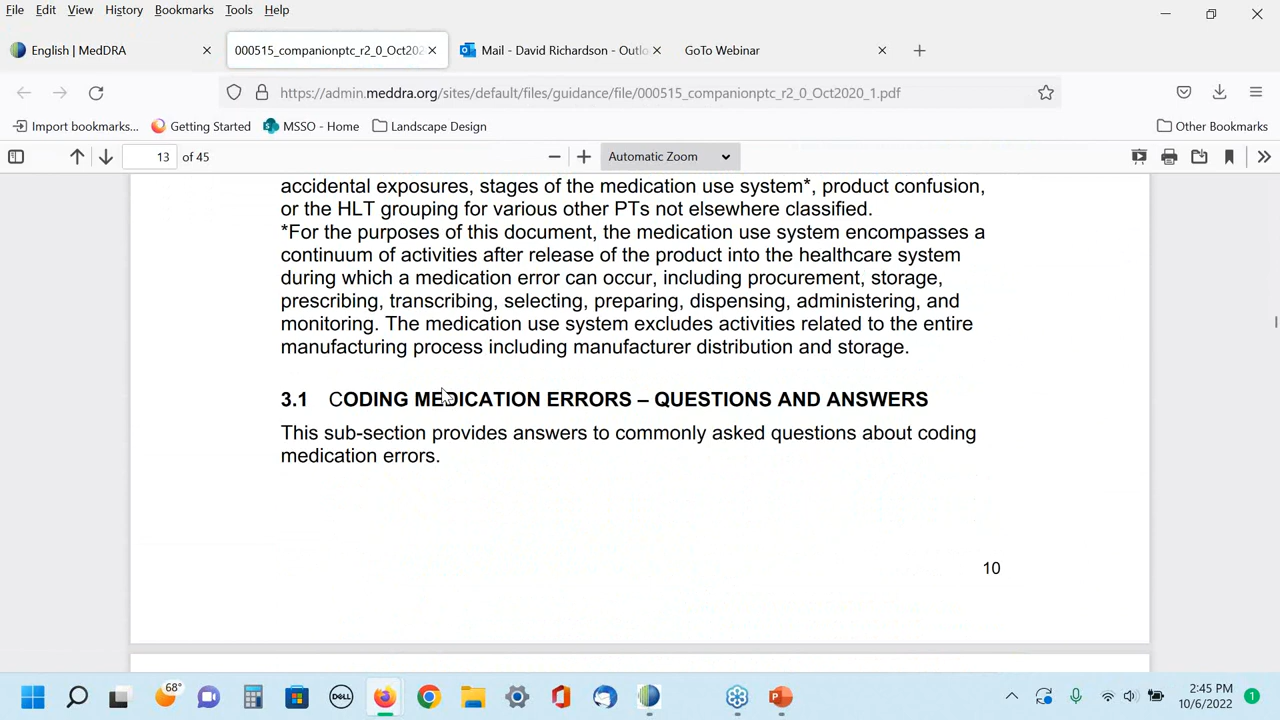 File Edit View History Bookmarks Tools Help
English | MedDRA
000515_companionptc_r2_0_Oct202
Mail - David Richardson - Outlo
GoTo Webinar
https://admin.meddra.org/sites/default/files/guidance/file/000515_companionptc_r2_0_Oct2020_1.pdf
Import bookmarks... Getting Started MSSO - Home Landscape Design Other Bookmarks
13 of 45 Automatic Zoom
accidental exposures, stages of the medication use system*, product confusion,
or the HLT grouping for various other PTs not elsewhere classified.
*For the purposes of this document, the medication use system encompasses a
continuum of activities after release of the product into the healthcare system
during which a medication error can occur, including procurement, storage,
prescribing, transcribing, selecting, preparing, dispensing, administering, and
monitoring. The medication use system excludes activities related to the entire
manufacturing process including manufacturer distribution and storage.
3.1 CODING MEDICATION ERRORS – QUESTIONS AND ANSWERS
This sub-section provides answers to commonly asked questions about coding
medication errors.
10
68°
DELL
2:45 PM
10/6/2022
1